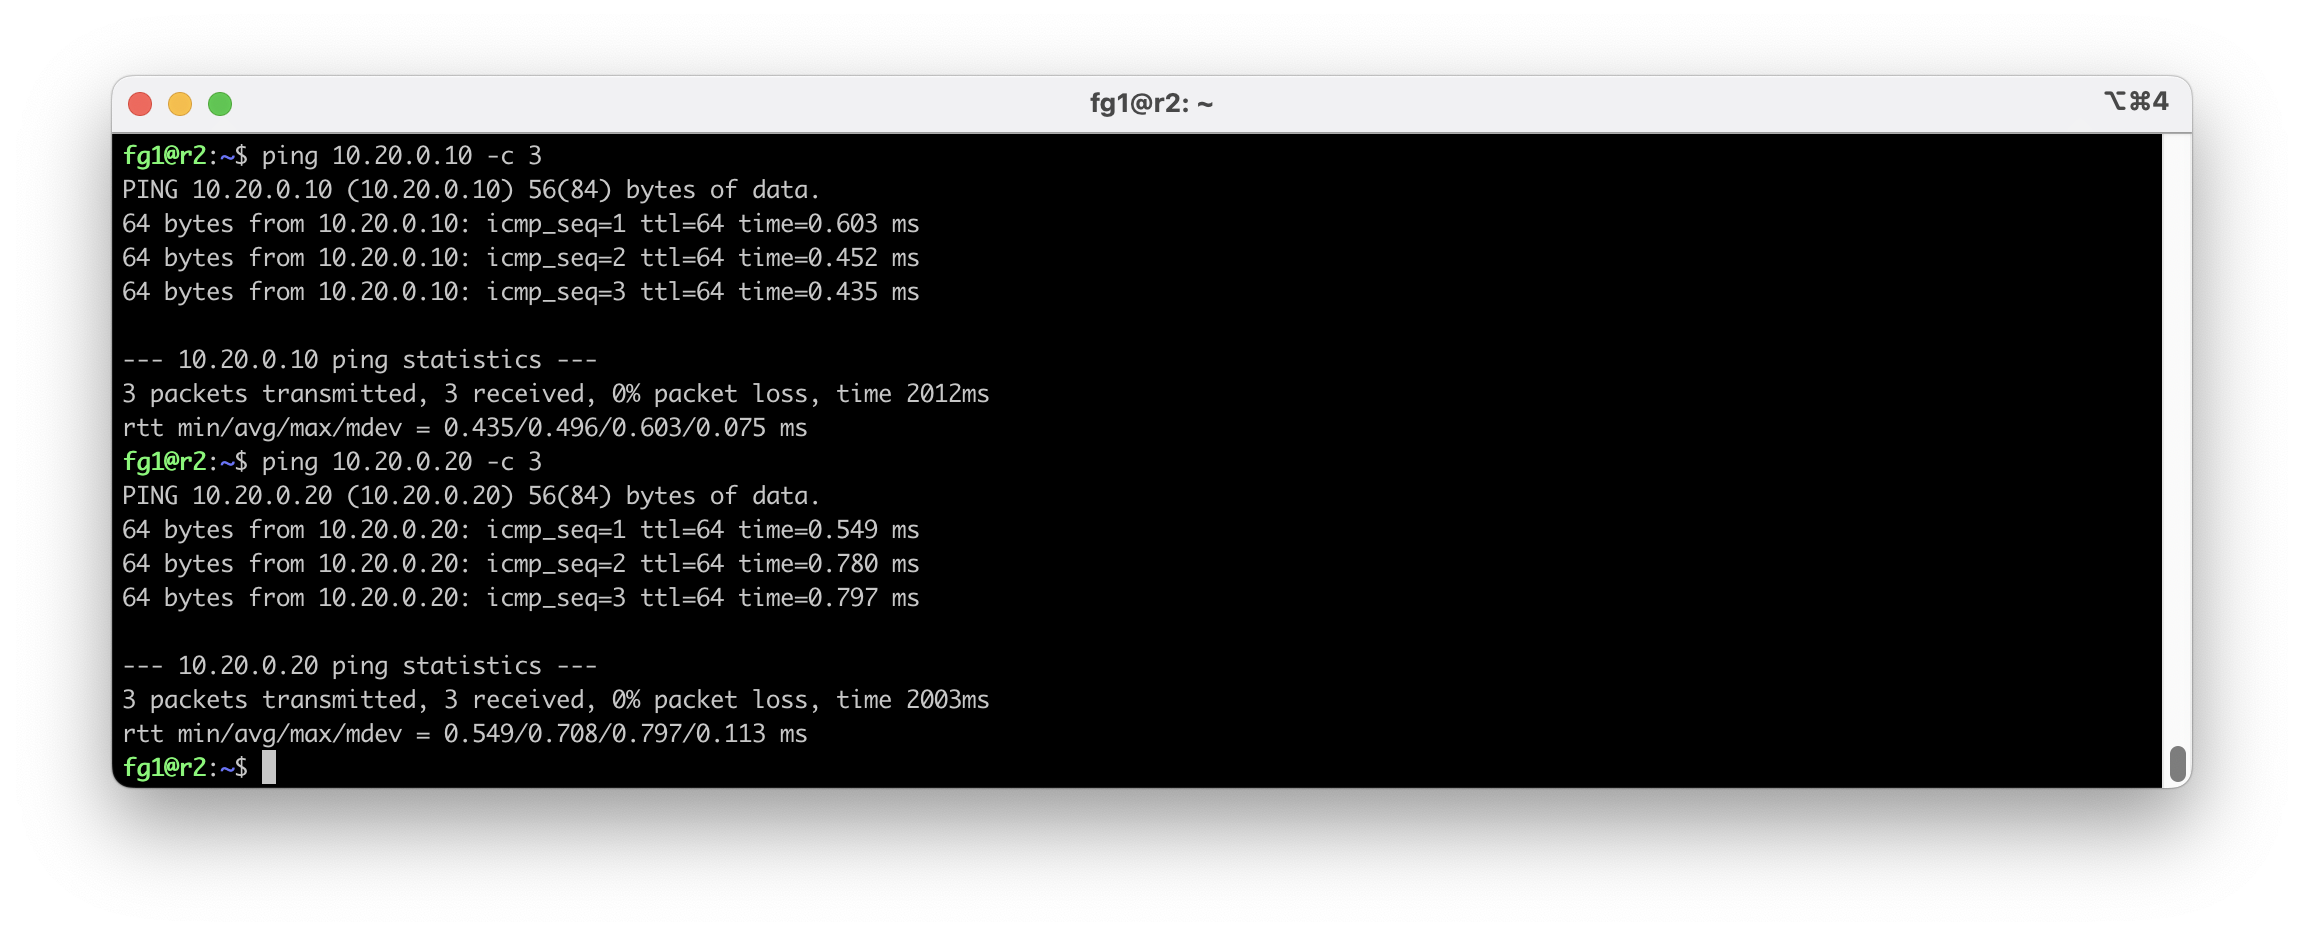 fg1@r2: ~
⌥⌘4
fg1@r2:~$ ping 10.20.0.10 -c 3
PING 10.20.0.10 (10.20.0.10) 56(84) bytes of data.
64 bytes from 10.20.0.10: icmp_seq=1 ttl=64 time=0.603 ms
64 bytes from 10.20.0.10: icmp_seq=2 ttl=64 time=0.452 ms
64 bytes from 10.20.0.10: icmp_seq=3 ttl=64 time=0.435 ms
--- 10.20.0.10 ping statistics ---
3 packets transmitted, 3 received, 0% packet loss, time 2012ms
rtt min/avg/max/mdev = 0.435/0.496/0.603/0.075 ms
fg1@r2:~$ ping 10.20.0.20 -c 3
PING 10.20.0.20 (10.20.0.20) 56(84) bytes of data.
64 bytes from 10.20.0.20: icmp_seq=1 ttl=64 time=0.549 ms
64 bytes from 10.20.0.20: icmp_seq=2 ttl=64 time=0.780 ms
64 bytes from 10.20.0.20: icmp_seq=3 ttl=64 time=0.797 ms
--- 10.20.0.20 ping statistics ---
3 packets transmitted, 3 received, 0% packet loss, time 2003ms
rtt min/avg/max/mdev = 0.549/0.708/0.797/0.113 ms
fg1@r2:~$